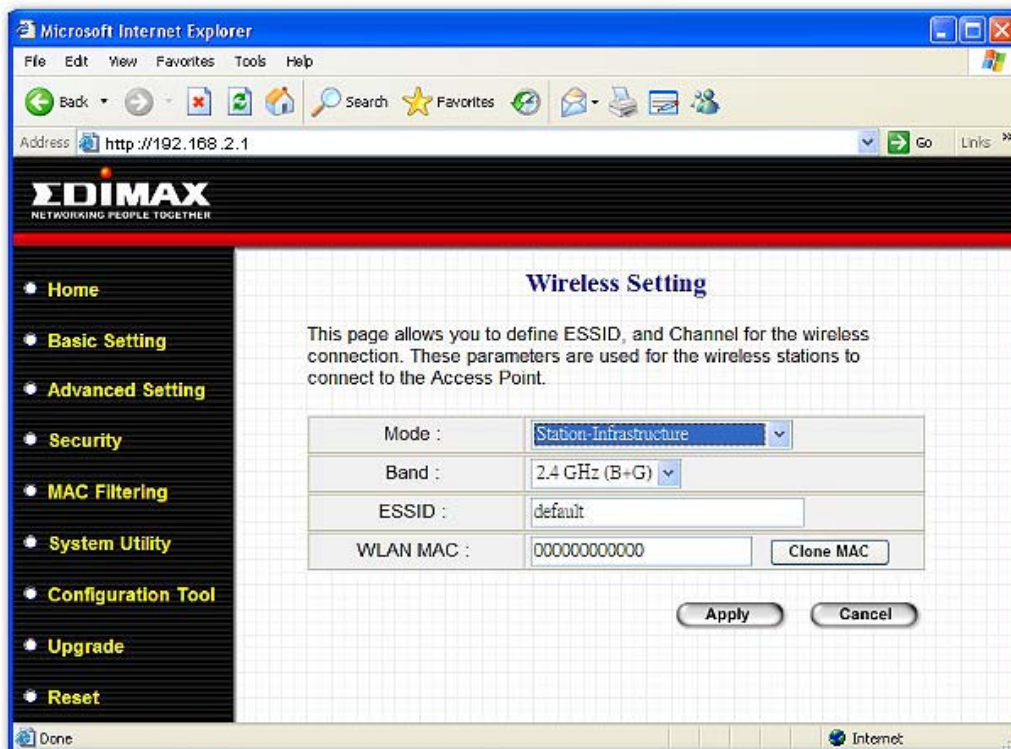 Microsoft Internet Explorer
File Edit View Favorites Tools Help
Back Search Favorites
Address http://192.168.2.1 Go Links »
EDIMAX
NETWORKING PEOPLE TOGETHER
Home
Basic Setting
Advanced Setting
Security
MAC Filtering
System Utility
Configuration Tool
Upgrade
Reset
Wireless Setting
This page allows you to define ESSID, and Channel for the wireless
connection. These parameters are used for the wireless stations to
connect to the Access Point.
Mode : Station-Infrastructure
Band : 2.4 GHz (B+G)
ESSID : default
WLAN MAC : 000000000000 Clone MAC
Apply Cancel
Done Internet